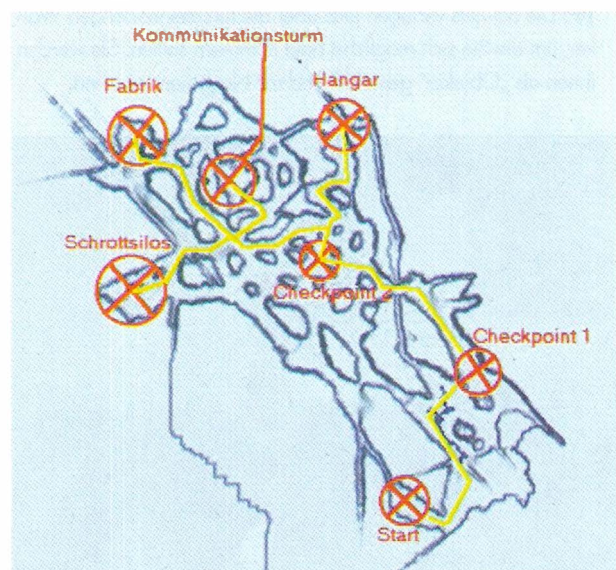 Kommunikationsturm
Fabrik
Hangar
Schrottsilos
Checkpoint 2
Checkpoint 1
Start